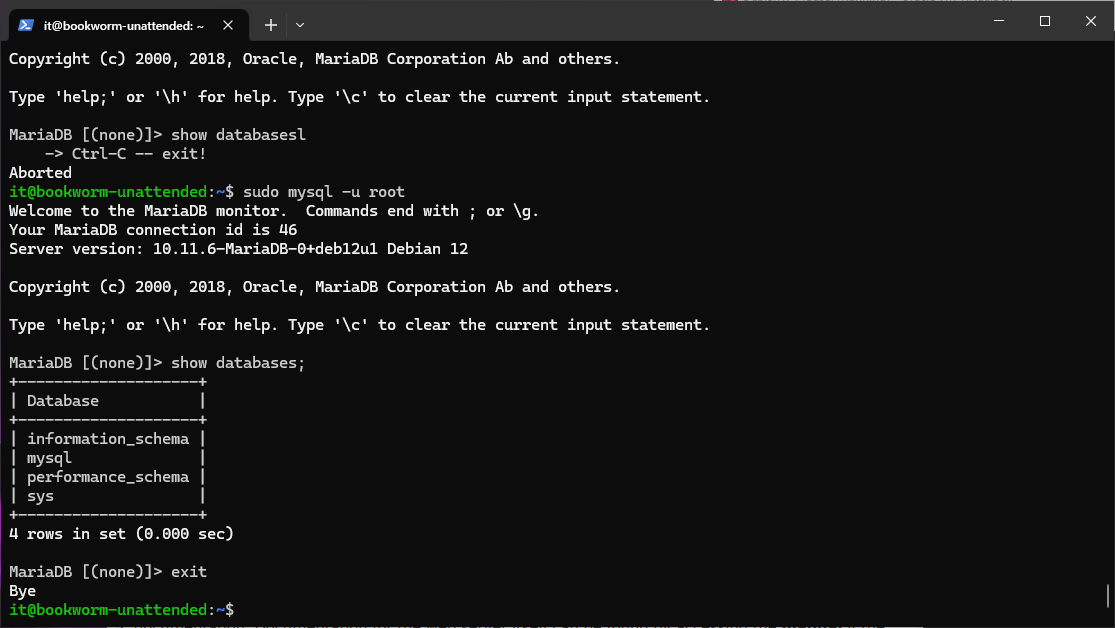 it@bookworm-unattended: ~
Copyright (c) 2000, 2018, Oracle, MariaDB Corporation Ab and others.
Type 'help;' or '\h' for help. Type '\c' to clear the current input statement.
MariaDB [(none)]> show databasesl
    -> Ctrl-C -- exit!
Aborted
it@bookworm-unattended:~$ sudo mysql -u root
Welcome to the MariaDB monitor.  Commands end with ; or \g.
Your MariaDB connection id is 46
Server version: 10.11.6-MariaDB-0+deb12u1 Debian 12
Copyright (c) 2000, 2018, Oracle, MariaDB Corporation Ab and others.
Type 'help;' or '\h' for help. Type '\c' to clear the current input statement.
MariaDB [(none)]> show databases;
+--------------------+
| Database           |
+--------------------+
| information_schema |
| mysql              |
| performance_schema |
| sys                |
+--------------------+
4 rows in set (0.000 sec)
MariaDB [(none)]> exit
Bye
it@bookworm-unattended:~$